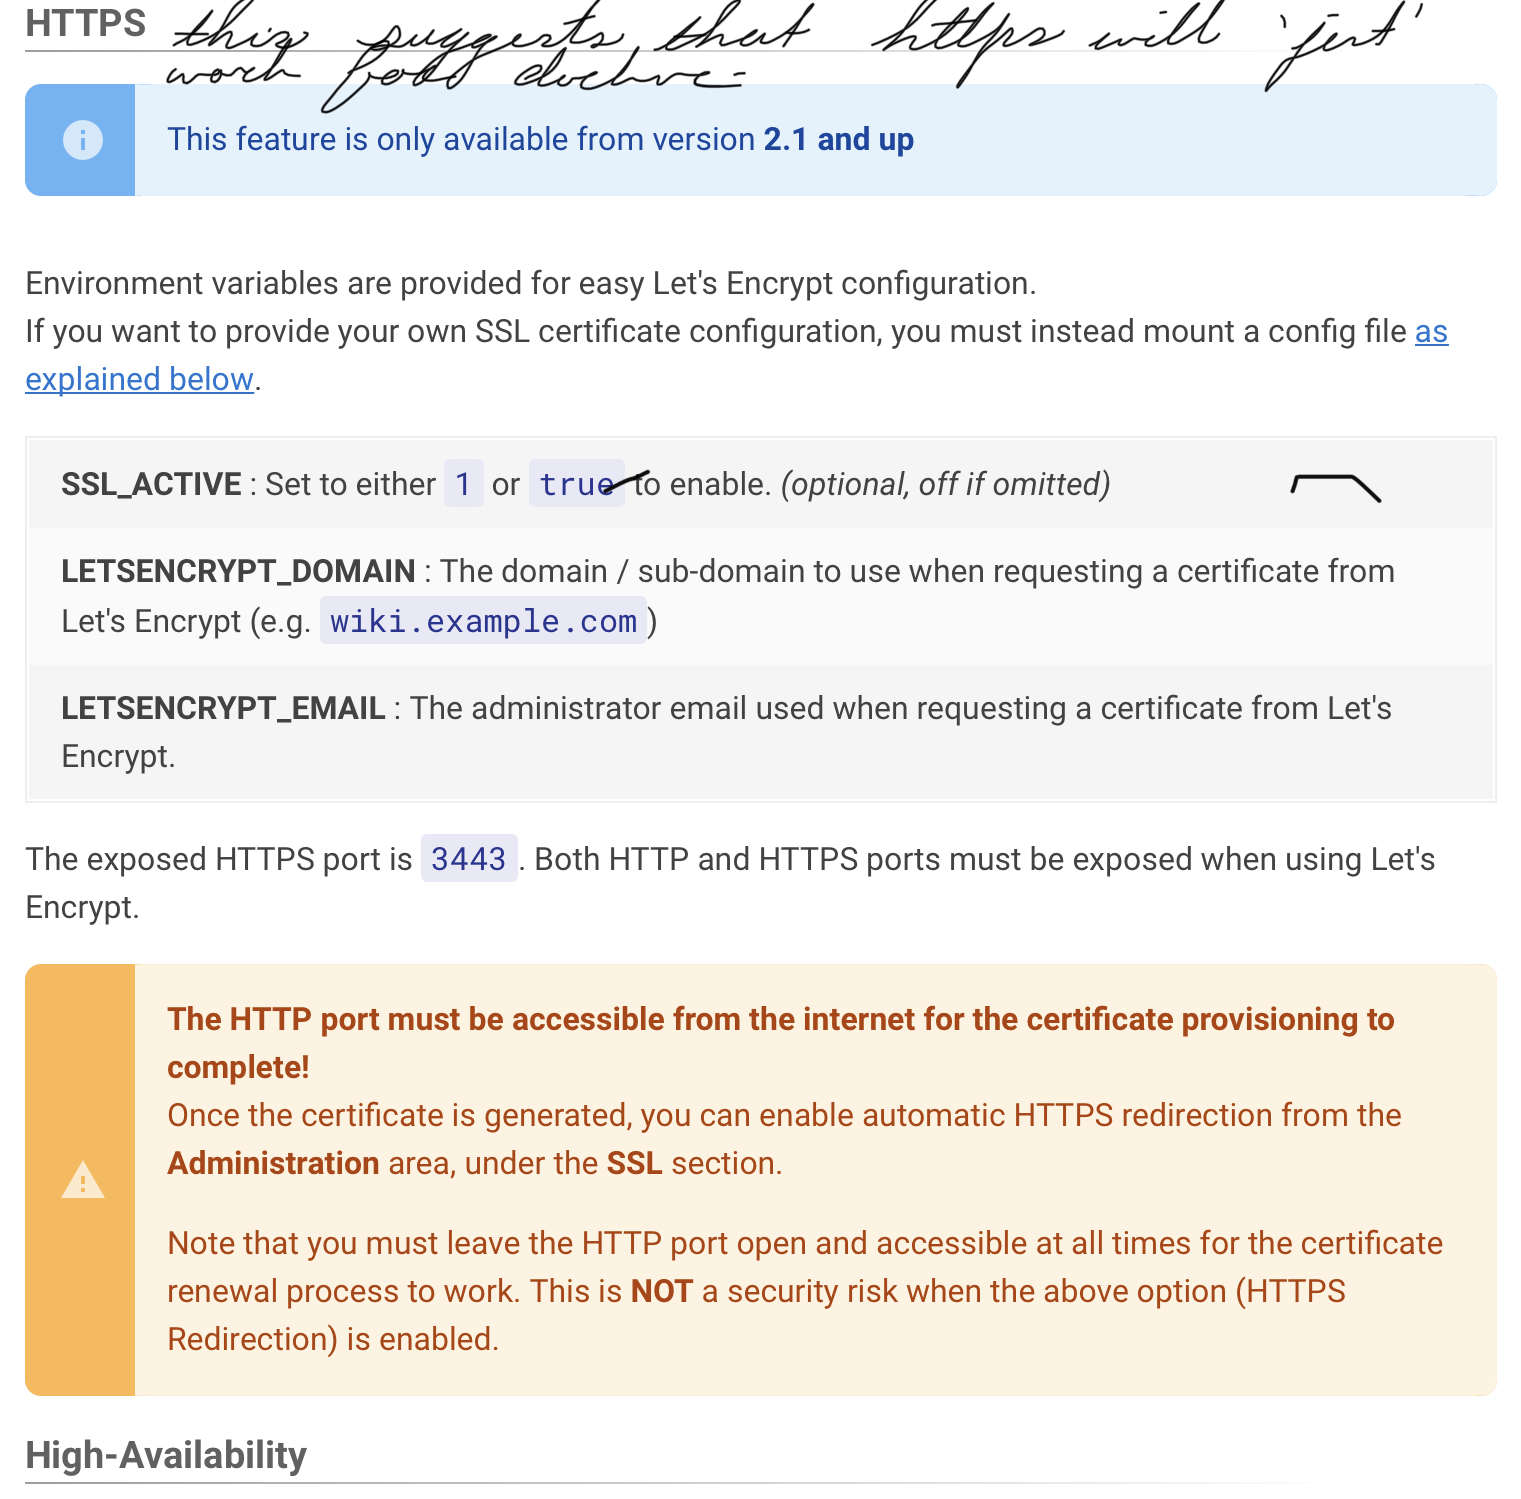 HTTPS this suggests that https will 'just'
work
This feature is only available from version 2.1 and up
Environment variables are provided for easy Let's Encrypt configuration.
If you want to provide your own SSL certificate configuration, you must instead mount a config file as
explained below.
SSL_ACTIVE : Set to either 1 or true to enable. (optional, off if omitted)
LETSENCRYPT_DOMAIN : The domain / sub-domain to use when requesting a certificate from
Let's Encrypt (e.g. wiki.example.com)
LETSENCRYPT_EMAIL : The administrator email used when requesting a certificate from Let's
Encrypt.
The exposed HTTPS port is 3443. Both HTTP and HTTPS ports must be exposed when using Let's
Encrypt.
The HTTP port must be accessible from the internet for the certificate provisioning to
complete!
Once the certificate is generated, you can enable automatic HTTPS redirection from the
Administration area, under the SSL section.
Note that you must leave the HTTP port open and accessible at all times for the certificate
renewal process to work. This is NOT a security risk when the above option (HTTPS
Redirection) is enabled.
High-Availability